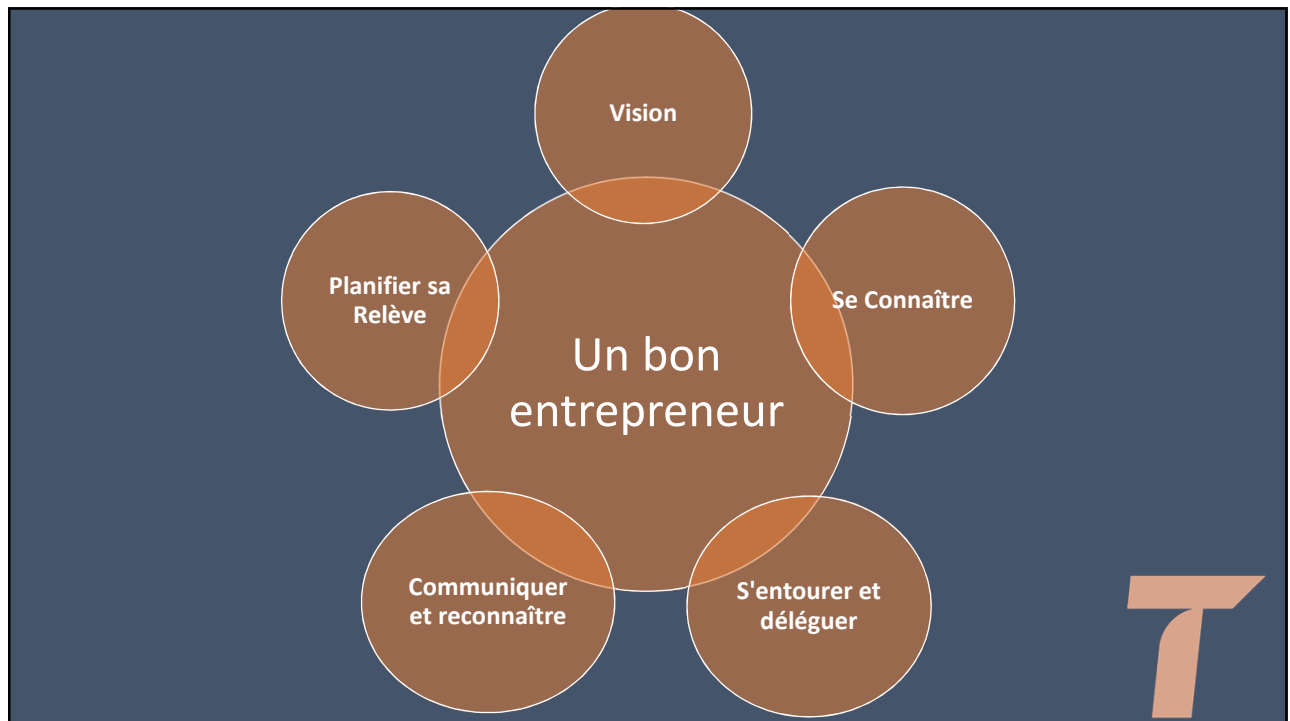 Vision
Planifier sa
Relève
Se Connaître
Un bon
entrepreneur
Communiquer
et reconnaître
S'entourer et
déléguer
T